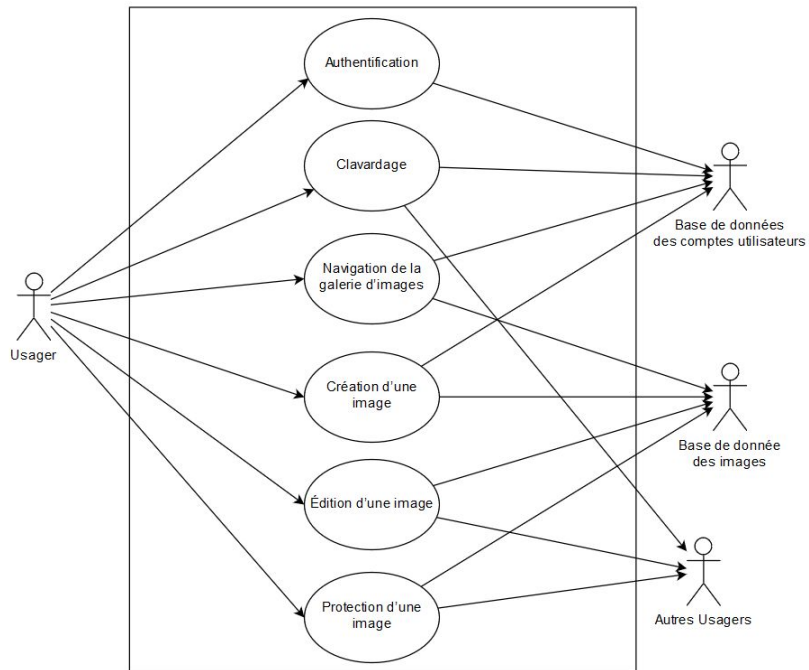 Authentification
Clavardage
Navigation de la
galerie d'images
Création d'une
image
Édition d'une image
Protection d'une
image
Usager
Base de données
des comptes utilisateurs
Base de donnée
des images
Autres Usagers